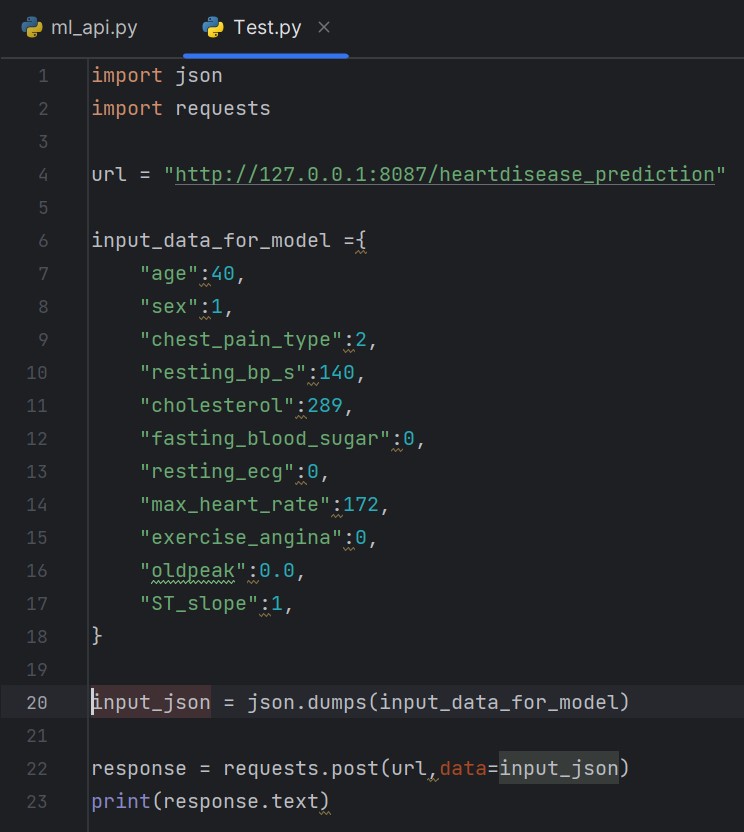 ml_api.py Test.py
1 import json
2 import requests
3
4 url = "http://127.0.0.1:8087/heartdisease_prediction"
5
6 input_data_for_model ={
7     "age":40,
8     "sex":1,
9     "chest_pain_type":2,
10     "resting_bp_s":140,
11     "cholesterol":289,
12     "fasting_blood_sugar":0,
13     "resting_ecg":0,
14     "max_heart_rate":172,
15     "exercise_angina":0,
16     "oldpeak":0.0,
17     "ST_slope":1,
18 }
19
20 input_json = json.dumps(input_data_for_model)
21
22 response = requests.post(url,data=input_json)
23 print(response.text)